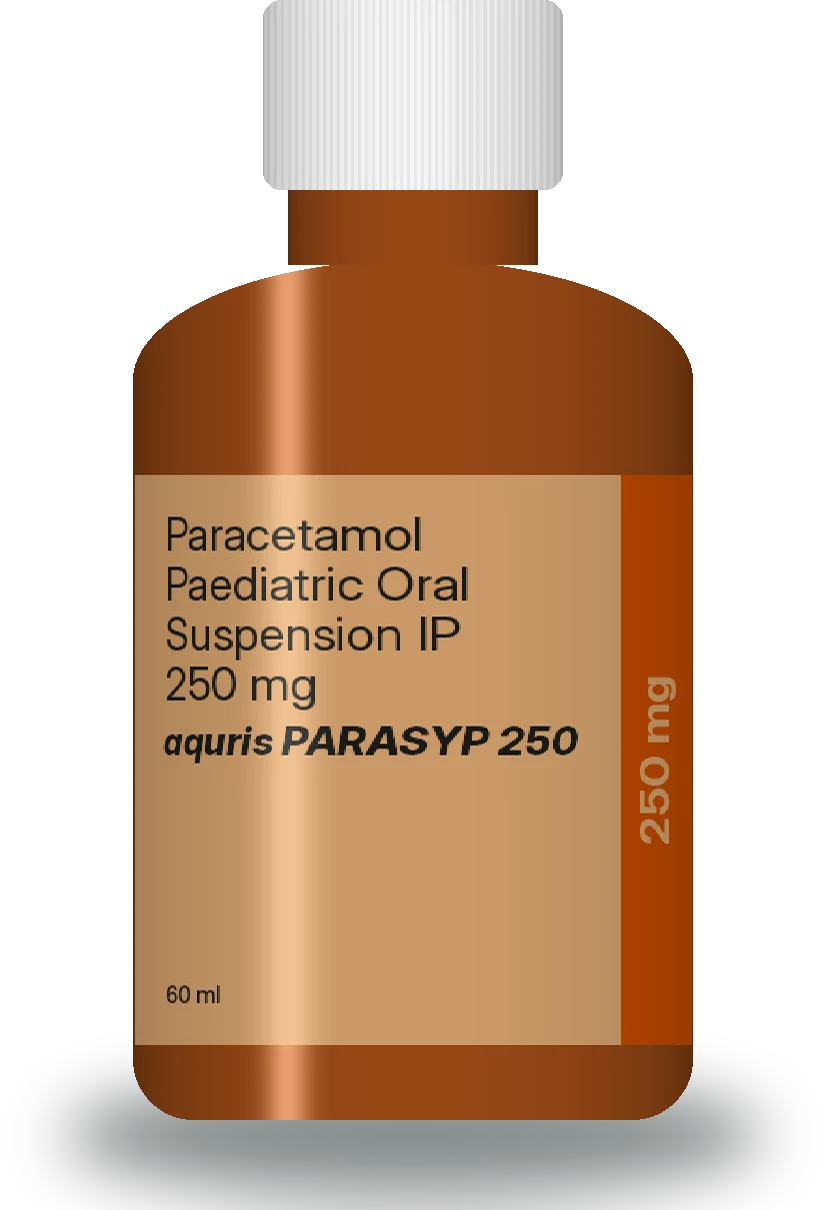 Paracetamol
Paediatric Oral
Suspension IP
250 mg
aquris PARASYP 250
60 ml
250 mg